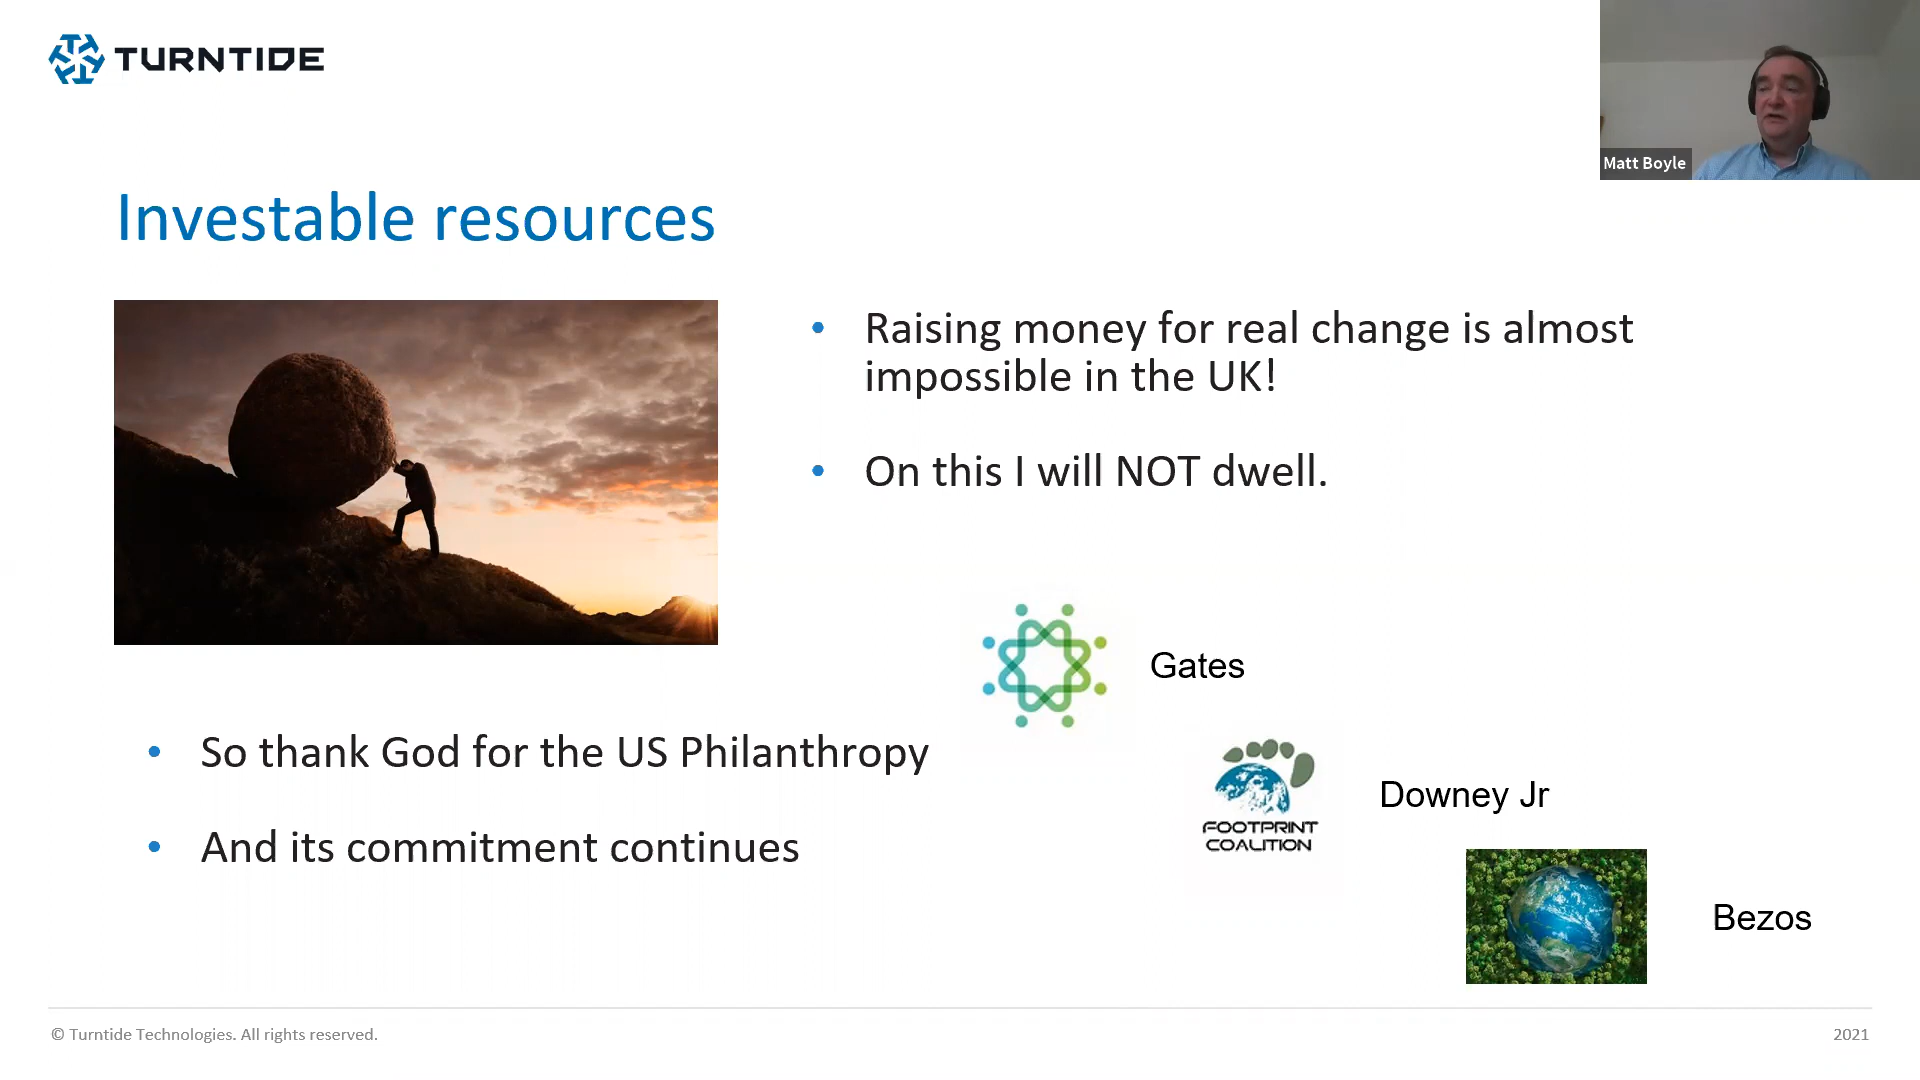 TURNTIDE
Matt Boyle
Investable resources
• Raising money for real change is almost
impossible in the UK!
• On this I will NOT dwell.
Gates
• So thank God for the US Philanthropy
Downey Jr
FOOTPRINT
COALITION
• And its commitment continues
Bezos
© Turntide Technologies. All rights reserved.
2021